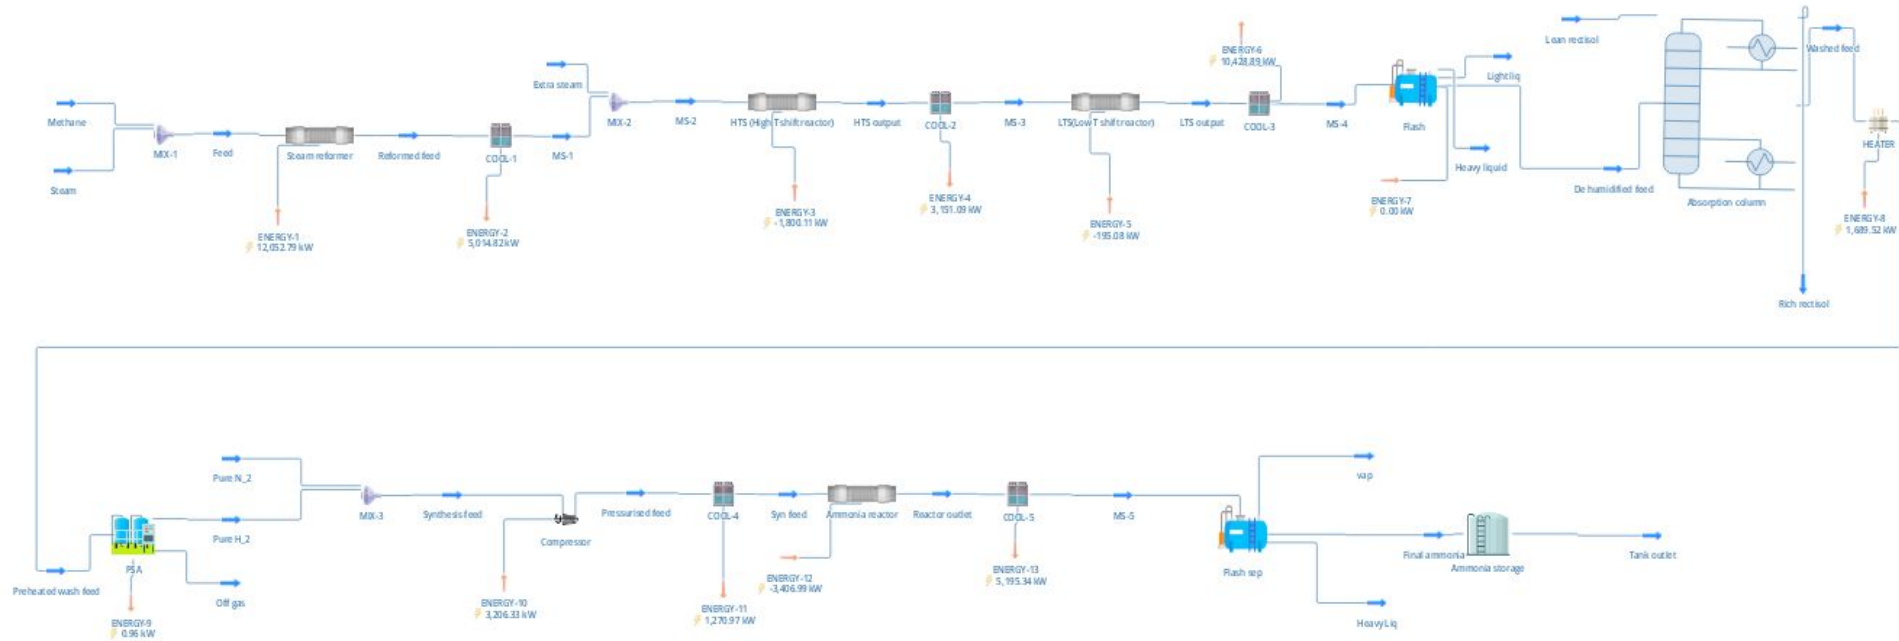 ENERGY-6
10,428.89 kW
Lean rectisol
Washed feed
Extra steam
Light liq
Methane
MIX-2
MS-2
HTS (High T shift reactor)
HTS output
COOL-2
MS-3
LTS(Low T shift reactor)
LTS output
COOL-3
MS-4
Flash
MIX-1
Feed
Steam reformer
Reformed feed
COOL-1
MS-1
HEATER
Heavy liquid
Steam
De humidified feed
Absorption column
ENERGY-3
-1,800.11 kW
ENERGY-4
3,151.09 kW
ENERGY-5
-195.08 kW
ENERGY-7
0.00 kW
ENERGY-8
1,689.52 kW
ENERGY-1
12,052.79 kW
ENERGY-2
5,014.82 kW
Rich rectisol
Pure N_2
vap
MIX-3
Synthesis feed
Pressurised feed
COOL-4
Syn feed
Ammonia reactor
Reactor outlet
COOL-5
MS-5
Pure H_2
Compressor
Final ammonia
Tank outlet
PSA
Flash sep
Ammonia storage
Preheated wash feed
Off gas
ENERGY-12
-3,406.99 kW
ENERGY-13
5,195.34 kW
ENERGY-10
3,206.33 kW
ENERGY-11
1,270.97 kW
ENERGY-9
0.96 kW
Heavy Liq